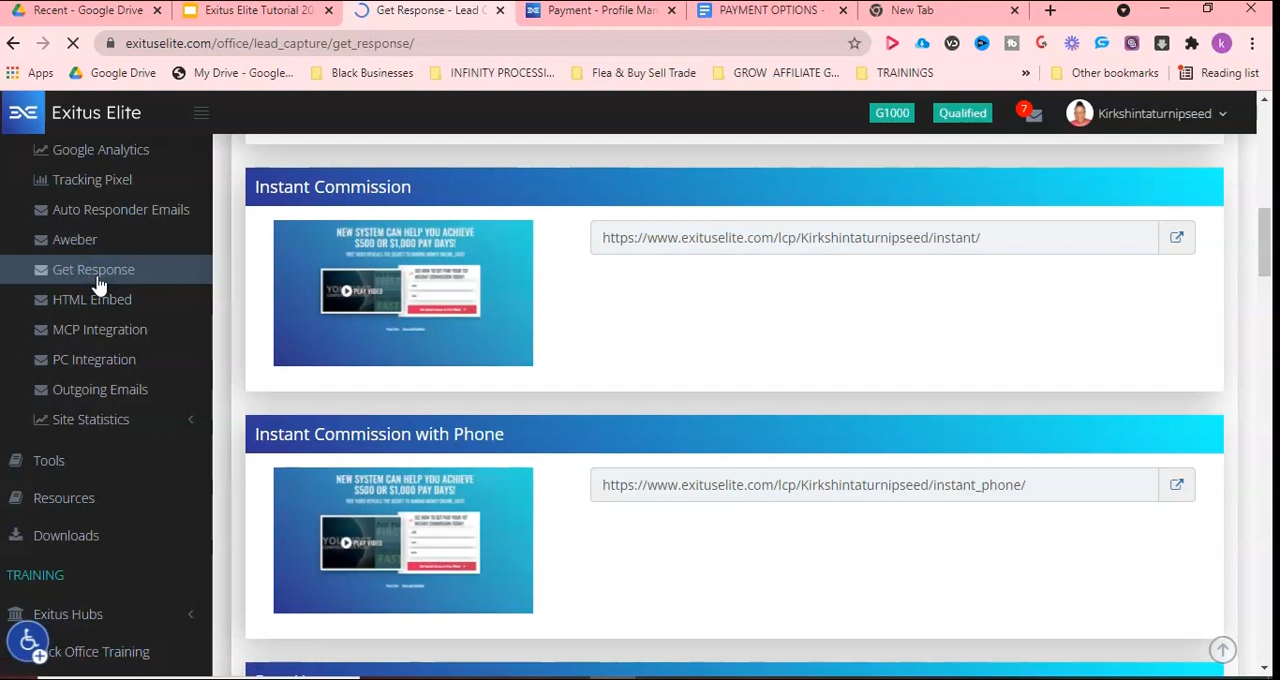 Recent - Google Drive
Exitus Elite Tutorial 20
Get Response - Lead C
Payment - Profile Man
PAYMENT OPTIONS -
New Tab
exituselite.com/office/lead_capture/get_response/
Apps
Google Drive
My Drive - Google...
Black Businesses
INFINITY PROCESSI...
Flea & Buy Sell Trade
GROW AFFILIATE G...
TRAININGS
»
Other bookmarks
Reading list
Exitus Elite
G1000
Qualified
7
Kirkshintaturnipseed
Google Analytics
Tracking Pixel
Auto Responder Emails
Aweber
Get Response
HTML Embed
MCP Integration
PC Integration
Outgoing Emails
Site Statistics
Tools
Resources
Downloads
TRAINING
Exitus Hubs
ck Office Training
Instant Commission
NEW SYSTEM CAN HELP YOU ACHIEVE
$500 OR $1,000 PAY DAYS!
PLAY VIDEO
https://www.exituselite.com/lcp/Kirkshintaturnipseed/instant/
Instant Commission with Phone
NEW SYSTEM CAN HELP YOU ACHIEVE
$500 OR $1,000 PAY DAYS!
PLAY VIDEO
https://www.exituselite.com/lcp/Kirkshintaturnipseed/instant_phone/